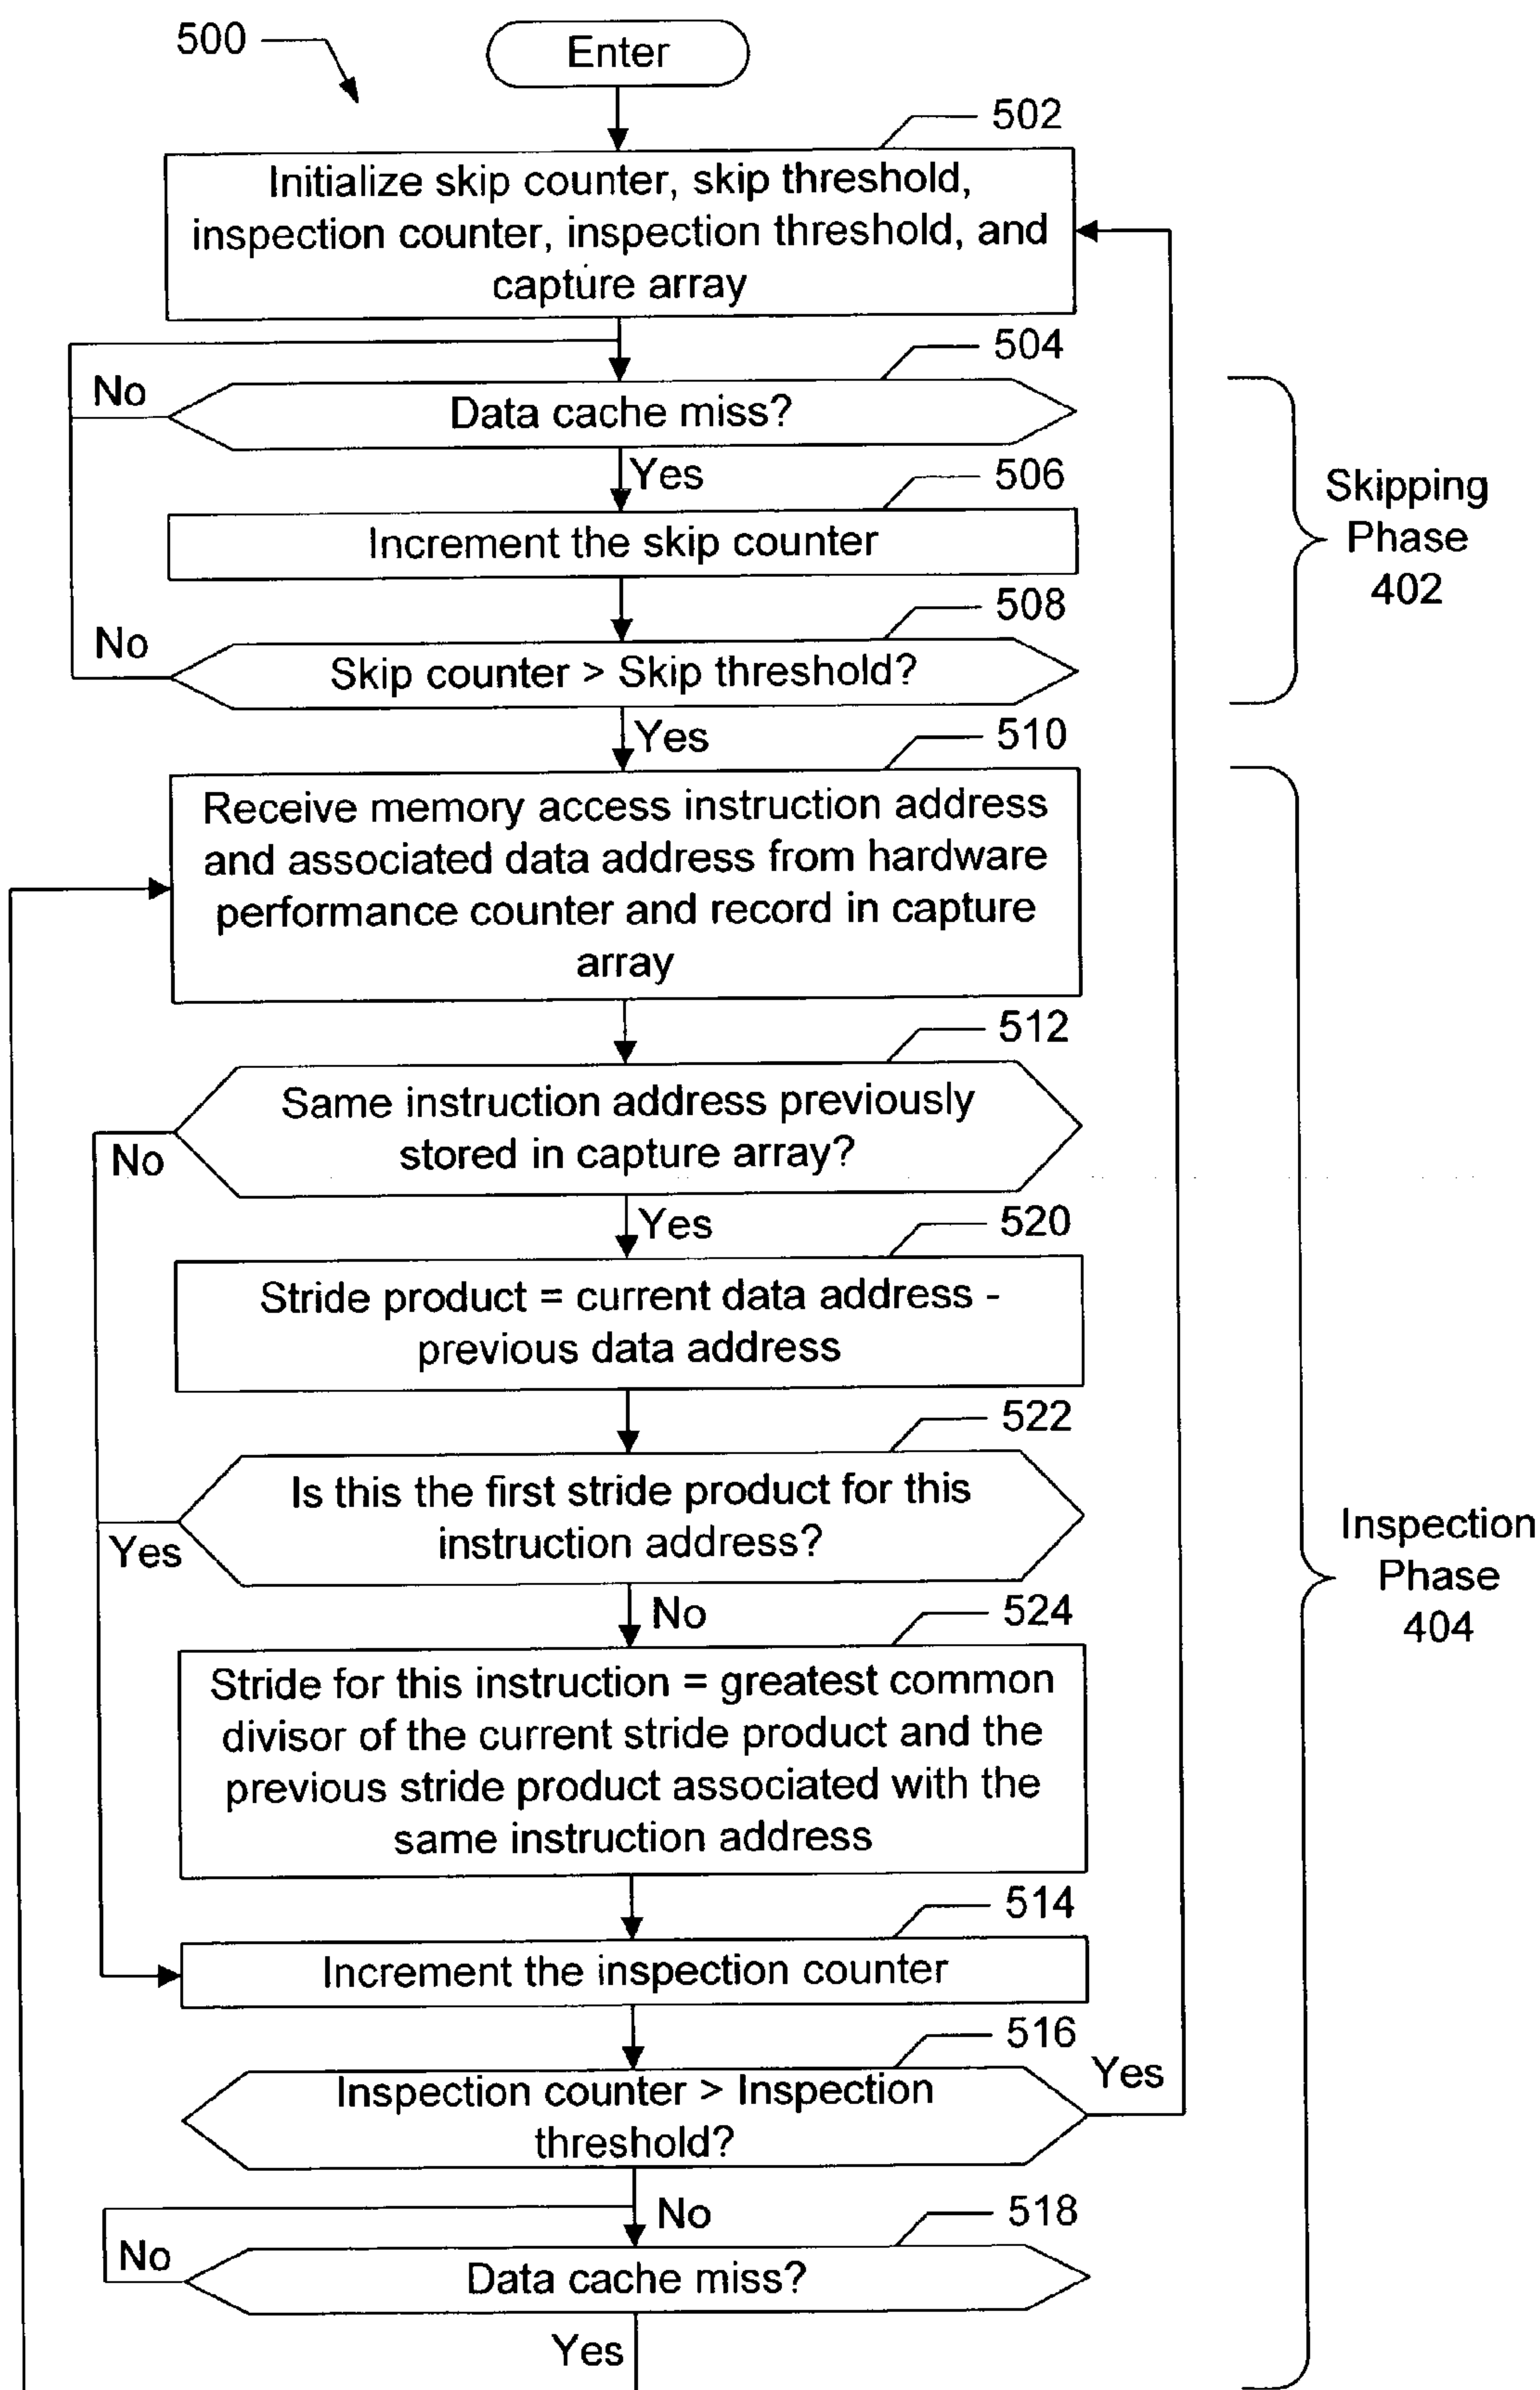 500
Enter
502
Initialize skip counter, skip threshold,
inspection counter, inspection threshold, and
capture array
504
No
Data cache miss?
Yes
506
Increment the skip counter
Skipping
Phase
402
508
No
Skip counter > Skip threshold?
Yes
510
Receive memory access instruction address
and associated data address from hardware
performance counter and record in capture
array
512
Same instruction address previously
stored in capture array?
No
Yes
520
Stride product = current data address -
previous data address
522
Is this the first stride product for this
instruction address?
Yes
No
Inspection
Phase
404
524
Stride for this instruction = greatest common
divisor of the current stride product and the
previous stride product associated with the
same instruction address
514
Increment the inspection counter
516
Inspection counter > Inspection
threshold?
Yes
No
518
No
Data cache miss?
Yes